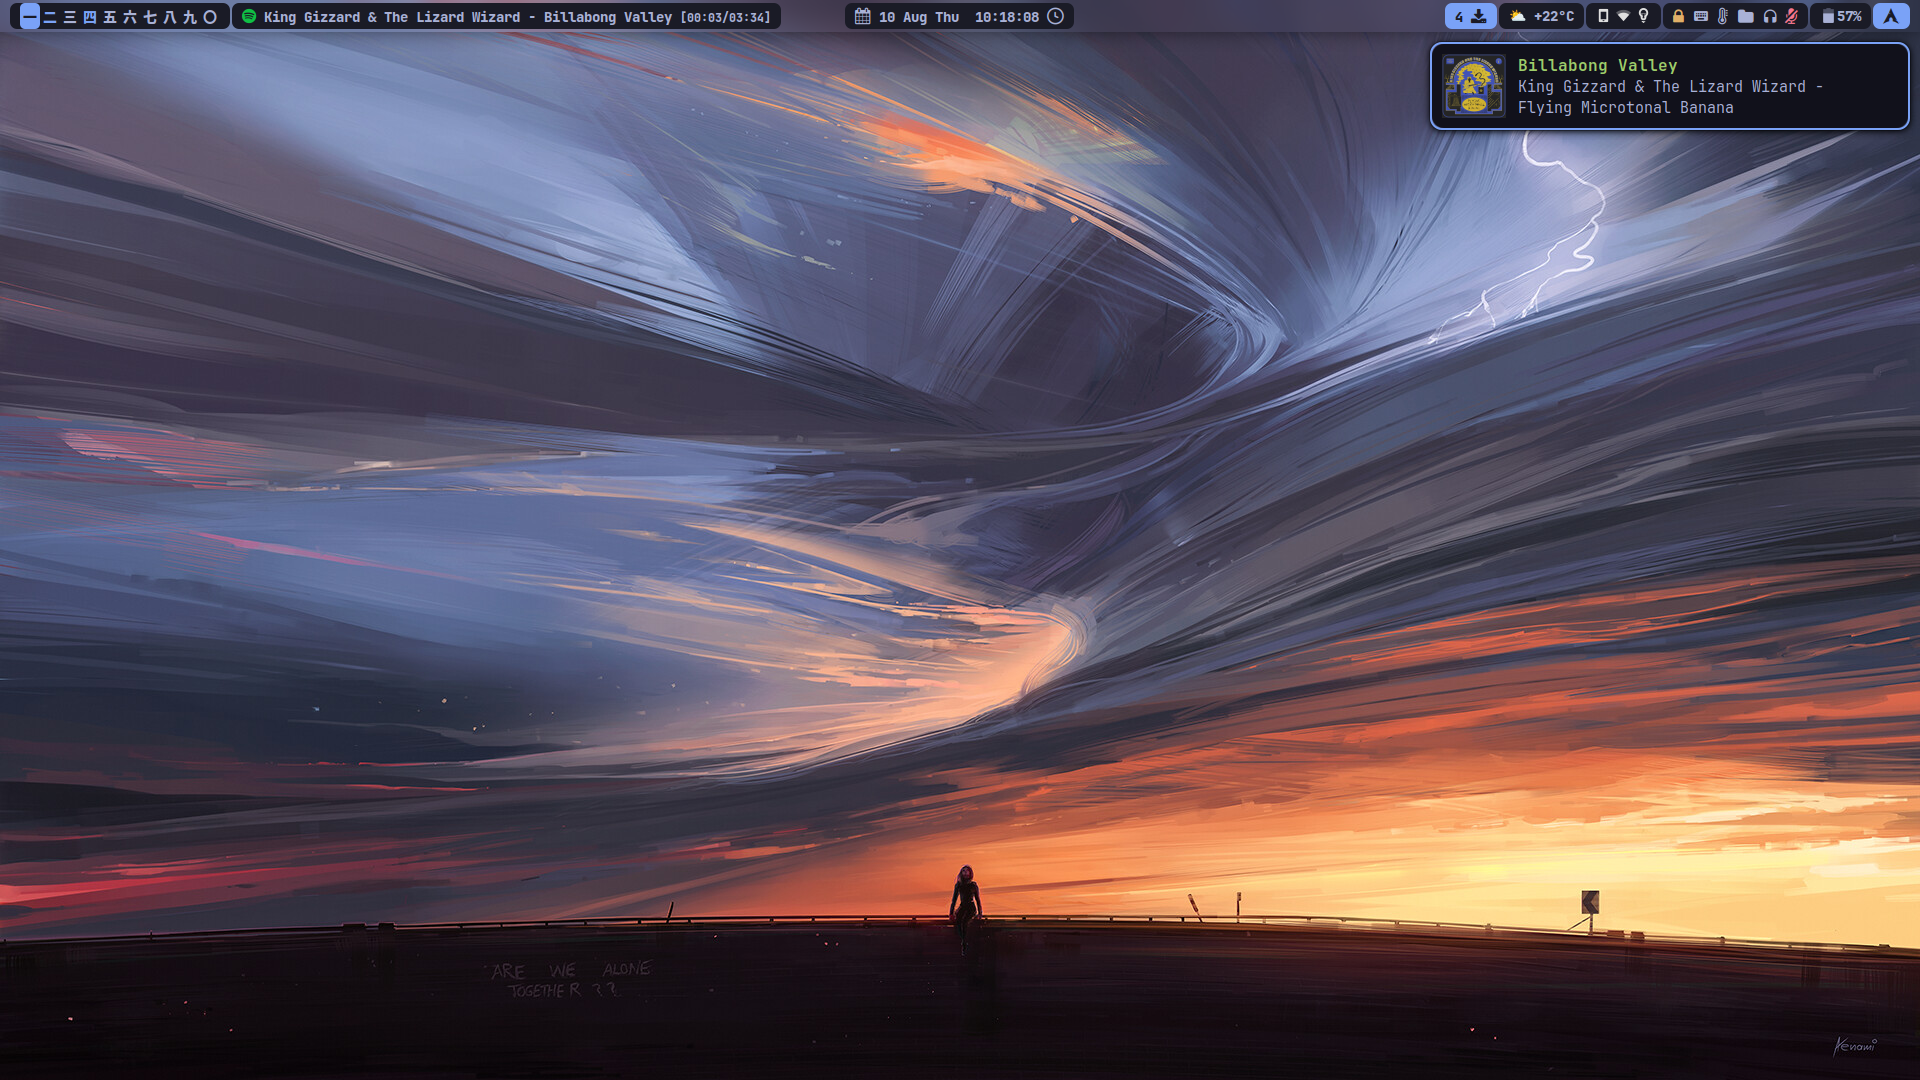 一 二 三 四 五 六 七 八 九 〇
King Gizzard & The Lizard Wizard - Billabong Valley [00:03/03:34]
10 Aug Thu 10:18:08
4
+22°C
57%
Billabong Valley
King Gizzard & The Lizard Wizard -
Flying Microtonal Banana
ARE WE ALONE
TOGETHER ??
Kenami